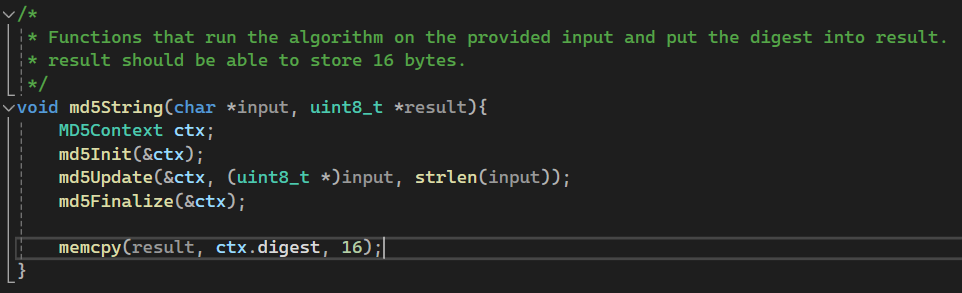 /*
 * Functions that run the algorithm on the provided input and put the digest into result.
 * result should be able to store 16 bytes.
 */
void md5String(char *input, uint8_t *result){
    MD5Context ctx;
    md5Init(&ctx);
    md5Update(&ctx, (uint8_t *)input, strlen(input));
    md5Finalize(&ctx);

    memcpy(result, ctx.digest, 16);
}